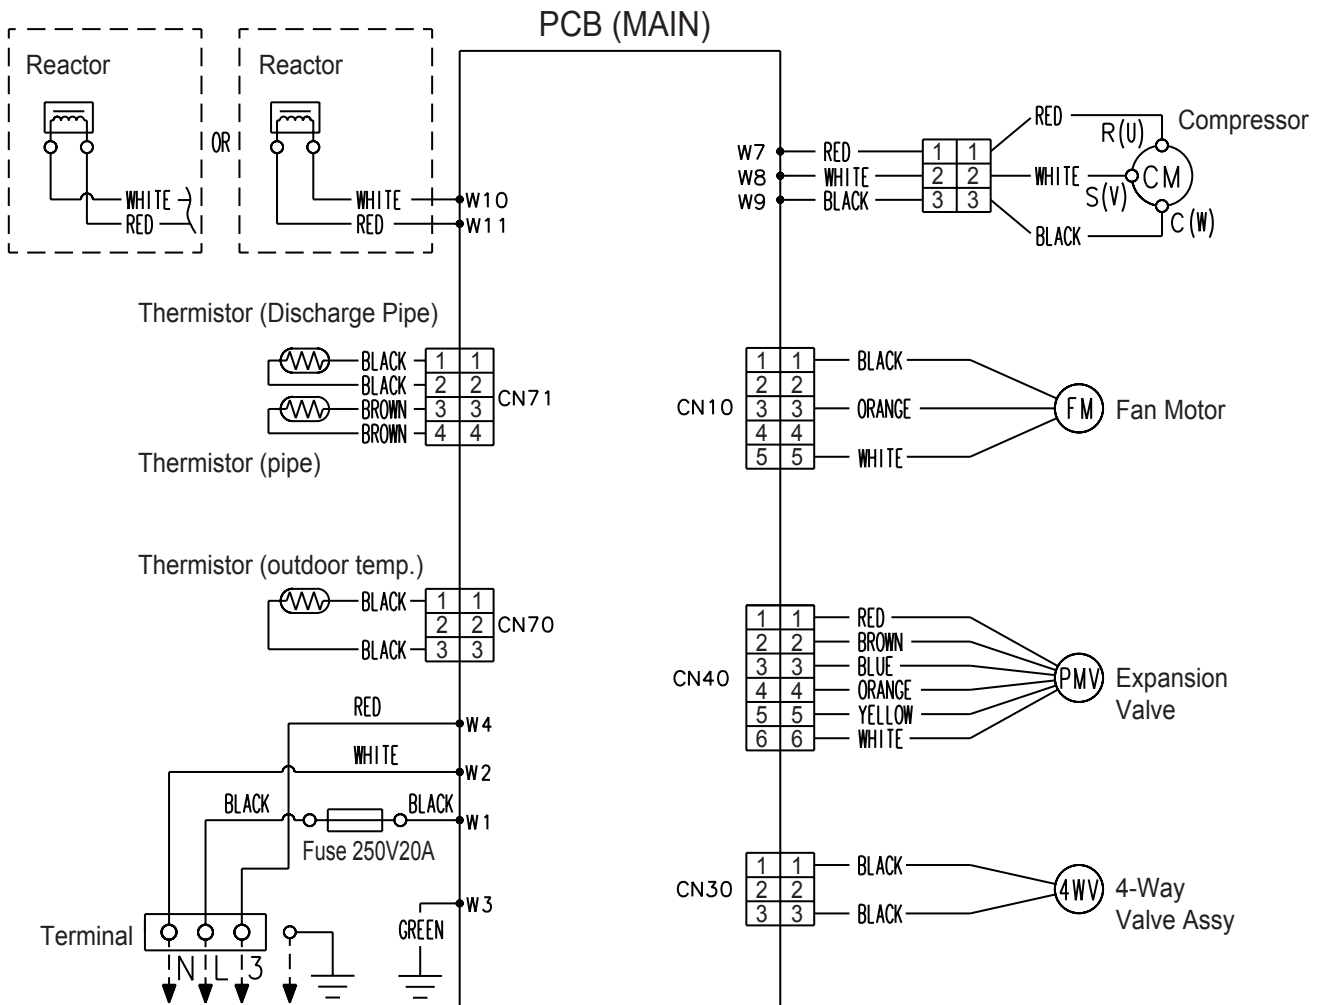 PCB (MAIN)
Reactor
Reactor
OR
WHITE
RED
WHITE
RED
W10
W11
W7
W8
W9
RED
WHITE
BLACK
1 1
2 2
3 3
RED
WHITE
BLACK
R(U)
S(V)
C(W)
CM
Compressor
Thermistor (Discharge Pipe)
BLACK 1 1
BLACK 2 2
BROWN 3 3
BROWN 4 4
CN71
Thermistor (pipe)
CN10
1 1 BLACK
2 2
3 3 ORANGE
4 4
5 5 WHITE
FM
Fan Motor
Thermistor (outdoor temp.)
BLACK 1 1
2 2
BLACK 3 3
CN70
CN40
1 1 RED
2 2 BROWN
3 3 BLUE
4 4 ORANGE
5 5 YELLOW
6 6 WHITE
PMV
Expansion
Valve
RED
W4
WHITE
W2
BLACK
BLACK
W1
Fuse 250V20A
W3
GREEN
Terminal
N L 3
CN30
1 1 BLACK
2 2
3 3 BLACK
4WV
4-Way
Valve Assy